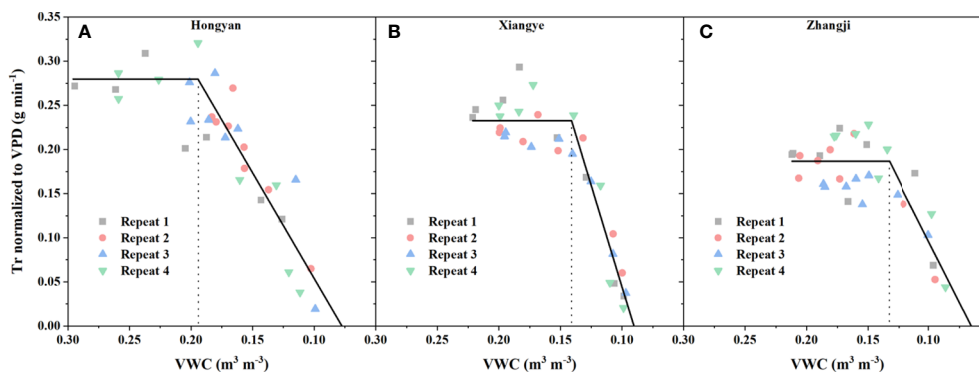 A
Hongyan
B
Xiangye
C
Zhangji
Tr normalized to VPD (g min⁻¹)
0.35
0.30
0.25
0.20
0.15
0.10
0.05
0.00
Repeat 1
Repeat 2
Repeat 3
Repeat 4
Repeat 1
Repeat 2
Repeat 3
Repeat 4
Repeat 1
Repeat 2
Repeat 3
Repeat 4
0.30 0.25 0.20 0.15 0.10
0.30 0.25 0.20 0.15 0.10
0.30 0.25 0.20 0.15 0.10
VWC (m³ m⁻³)
VWC (m³ m⁻³)
VWC (m³ m⁻³)